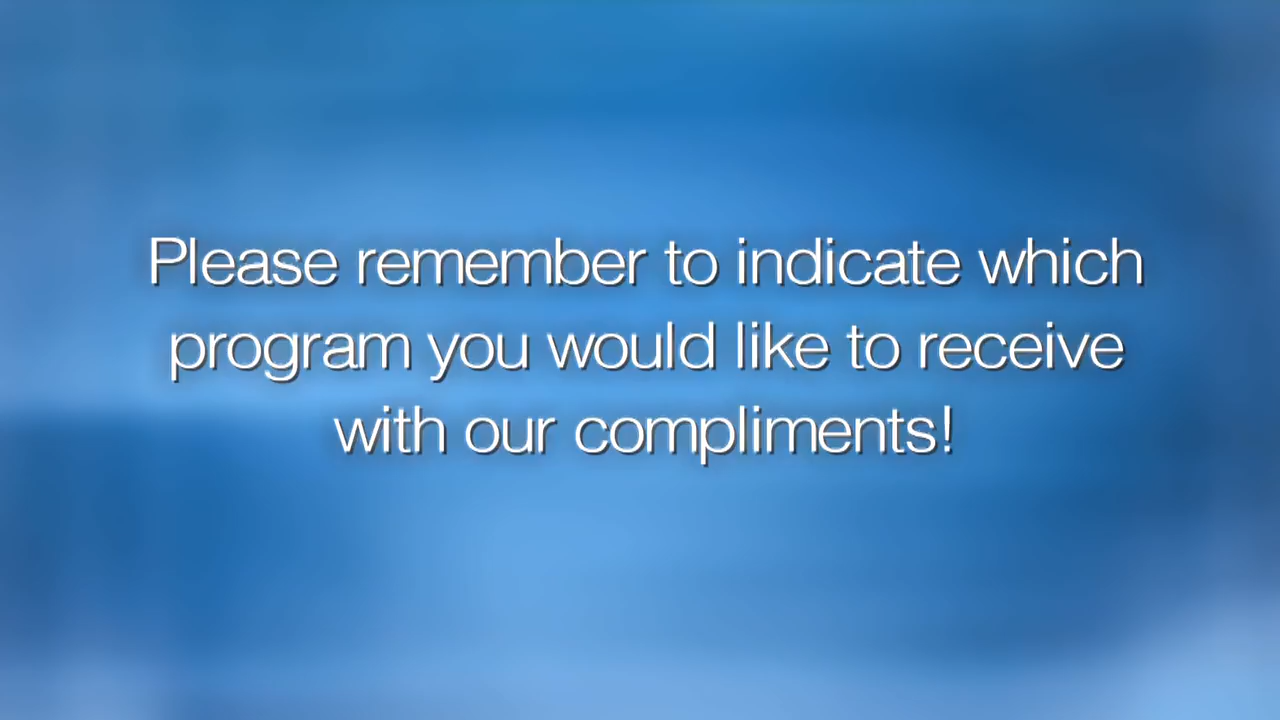 Please remember to indicate which
program you would like to receive
with our compliments!